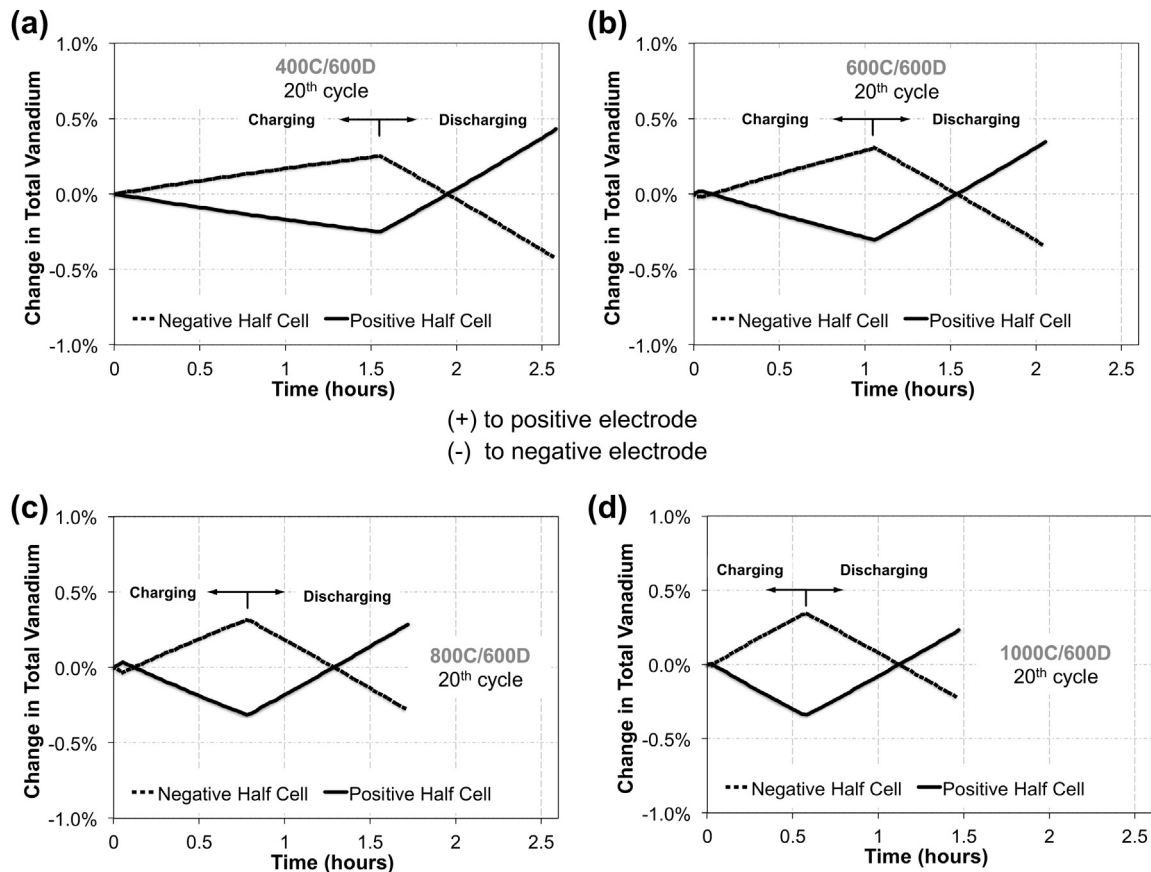 (a)
Change in Total Vanadium
1.0%
0.5%
0.0%
-0.5%
-1.0%
400C/600D
20th cycle
Charging
Discharging
Negative Half Cell
Positive Half Cell
0 0.5 1 1.5 2 2.5
Time (hours)
(b)
Change in Total Vanadium
1.0%
0.5%
0.0%
-0.5%
-1.0%
600C/600D
20th cycle
Charging
Discharging
Negative Half Cell
Positive Half Cell
0 0.5 1 1.5 2 2.5
Time (hours)
(+) to positive electrode
(-) to negative electrode
(c)
Change in Total Vanadium
1.0%
0.5%
0.0%
-0.5%
-1.0%
Charging
Discharging
800C/600D
20th cycle
Negative Half Cell
Positive Half Cell
0 0.5 1 1.5 2 2.5
Time (hours)
(d)
Change in Total Vanadium
1.0%
0.5%
0.0%
-0.5%
-1.0%
Charging
Discharging
1000C/600D
20th cycle
Negative Half Cell
Positive Half Cell
0 0.5 1 1.5 2 2.5
Time (hours)